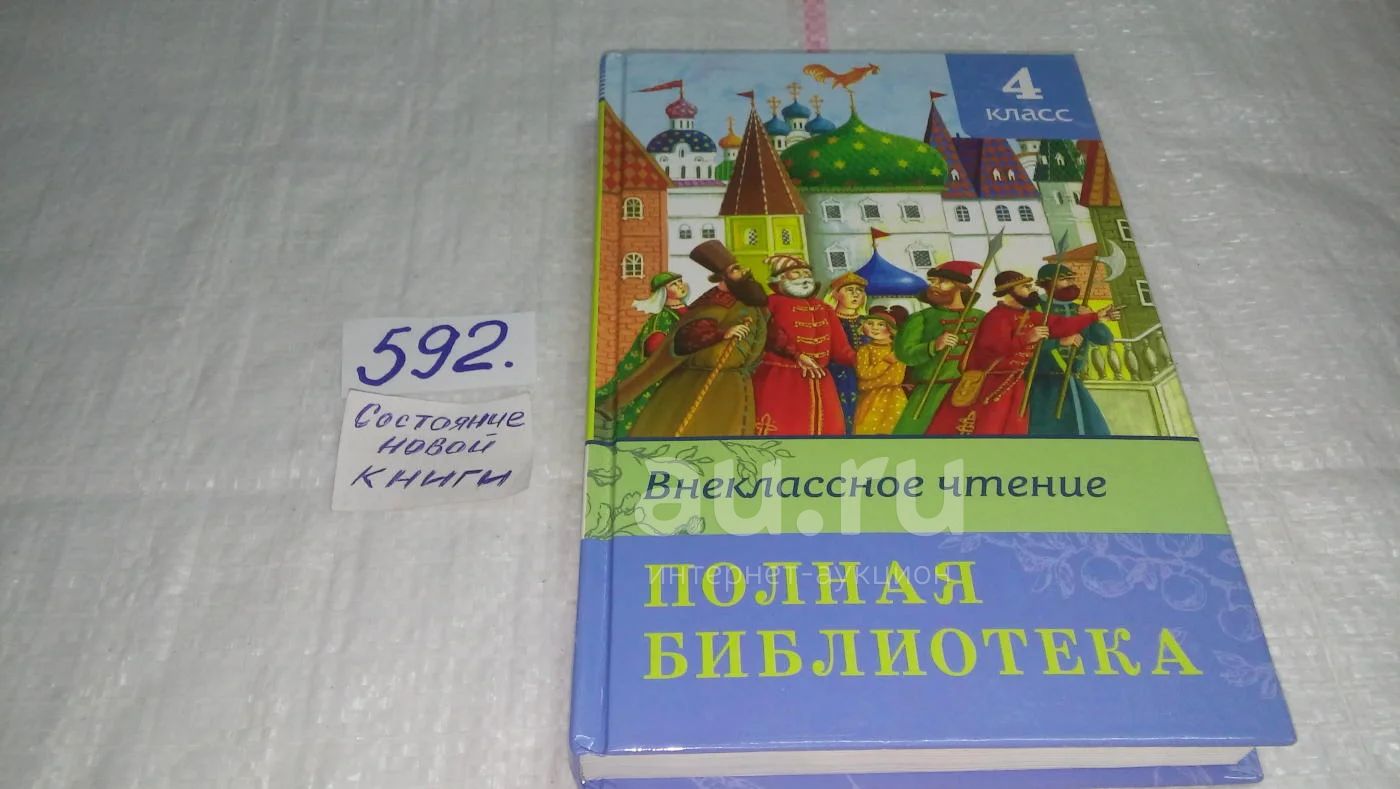 592.
Состояние
новой
книги
4
класс
Внеклассное чтение
au.ru
интернет-аукцион
ПОЛНАЯ
БИБЛИОТЕКА